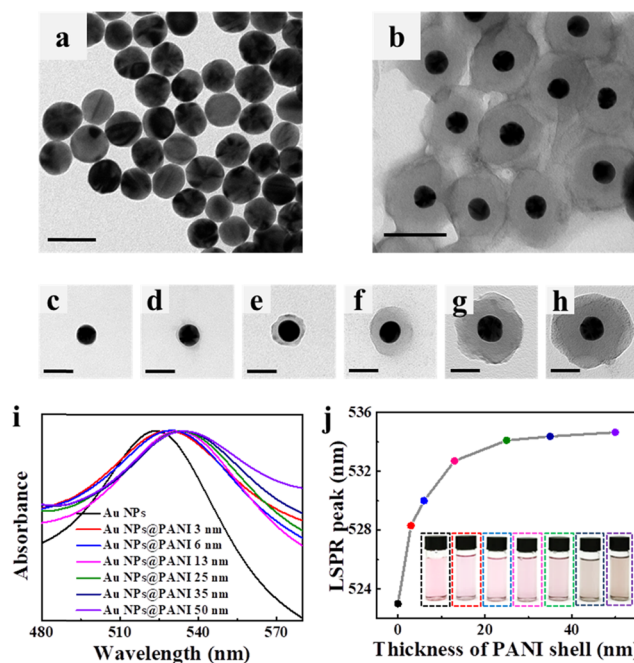 a
b
c
d
e
f
g
h
i
Absorbance
Au NPs
Au NPs@PANI 3 nm
Au NPs@PANI 6 nm
Au NPs@PANI 13 nm
Au NPs@PANI 25 nm
Au NPs@PANI 35 nm
Au NPs@PANI 50 nm
480 510 540 570
Wavelength (nm)
j
LSPR peak (nm)
536
532
528
524
0 20 40
Thickness of PANI shell (nm)